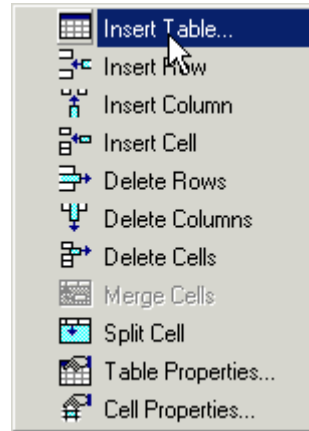 Insert Table...
Insert Row
Insert Column
Insert Cell
Delete Rows
Delete Columns
Delete Cells
Merge Cells
Split Cell
Table Properties...
Cell Properties...